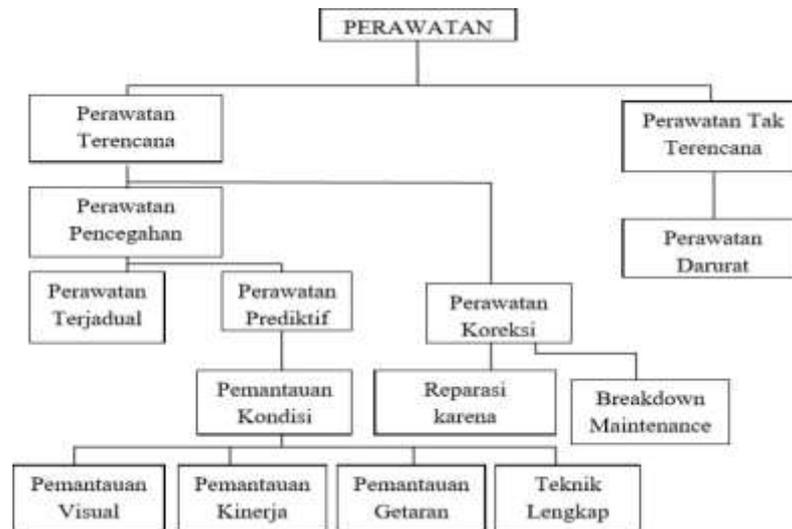 PERAWATAN
Perawatan
Terencana
Perawatan Tak
Terencana
Perawatan
Pencegahan
Perawatan
Darurat
Perawatan
Terjadual
Perawatan
Prediktif
Perawatan
Koreksi
Pemantauan
Kondisi
Reparasi
karena
Breakdown
Maintenance
Pemantauan
Visual
Pemantauan
Kinerja
Pemantauan
Getaran
Teknik
Lengkap